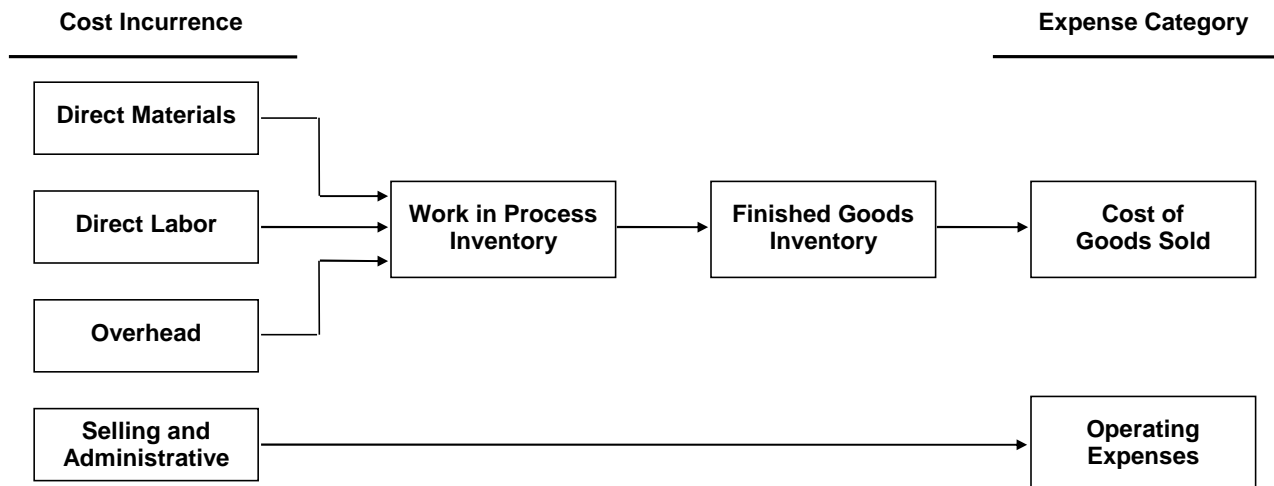 Cost Incurrence
Expense Category
Direct Materials
Direct Labor
Work in Process
Inventory
Finished Goods
Inventory
Cost of
Goods Sold
Overhead
Selling and
Administrative
Operating
Expenses